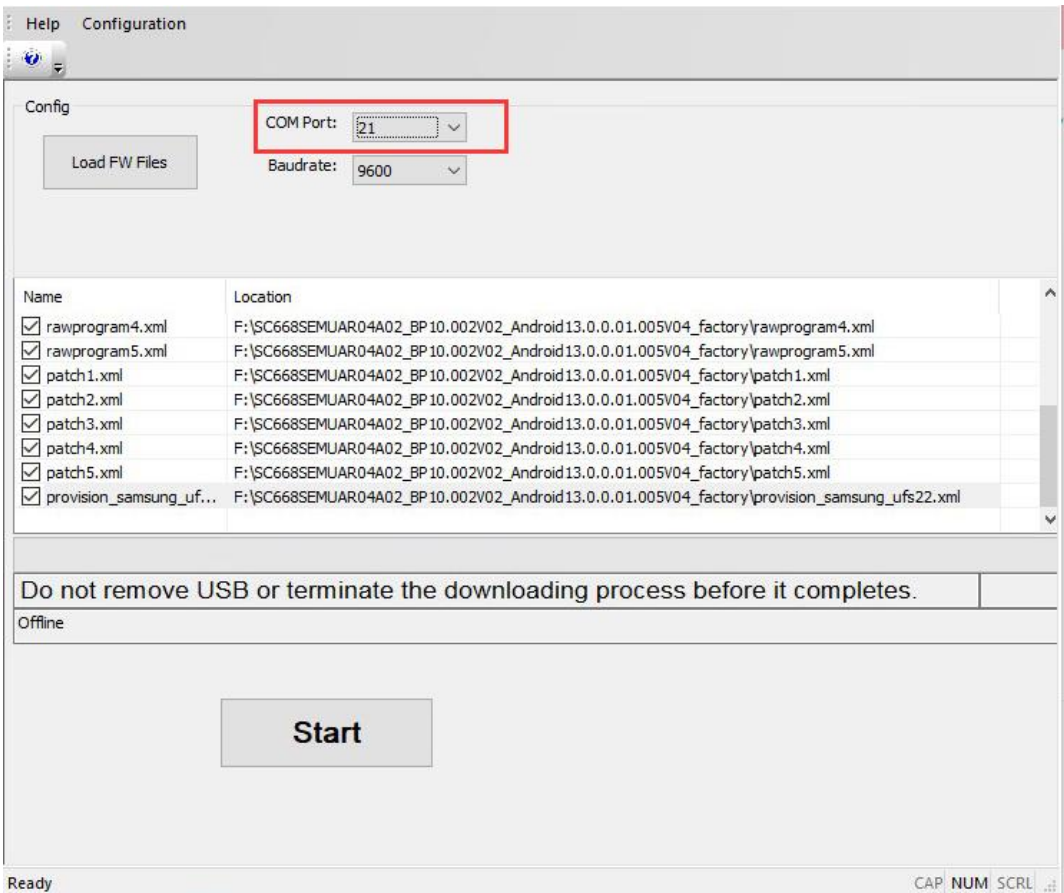 Help Configuration
Config
COM Port: 21
Load FW Files
Baudrate: 9600
Name Location
rawprogram4.xml F:\SC668SEMUAR04A02_BP10.002V02_Android13.0.0.01.005V04_factory\rawprogram4.xml
rawprogram5.xml F:\SC668SEMUAR04A02_BP10.002V02_Android13.0.0.01.005V04_factory\rawprogram5.xml
patch1.xml F:\SC668SEMUAR04A02_BP10.002V02_Android13.0.0.01.005V04_factory\patch1.xml
patch2.xml F:\SC668SEMUAR04A02_BP10.002V02_Android13.0.0.01.005V04_factory\patch2.xml
patch3.xml F:\SC668SEMUAR04A02_BP10.002V02_Android13.0.0.01.005V04_factory\patch3.xml
patch4.xml F:\SC668SEMUAR04A02_BP10.002V02_Android13.0.0.01.005V04_factory\patch4.xml
patch5.xml F:\SC668SEMUAR04A02_BP10.002V02_Android13.0.0.01.005V04_factory\patch5.xml
provision_samsung_uf... F:\SC668SEMUAR04A02_BP10.002V02_Android13.0.0.01.005V04_factory\provision_samsung_ufs22.xml
Do not remove USB or terminate the downloading process before it completes.
Offline
Start
Ready CAP NUM SCRL